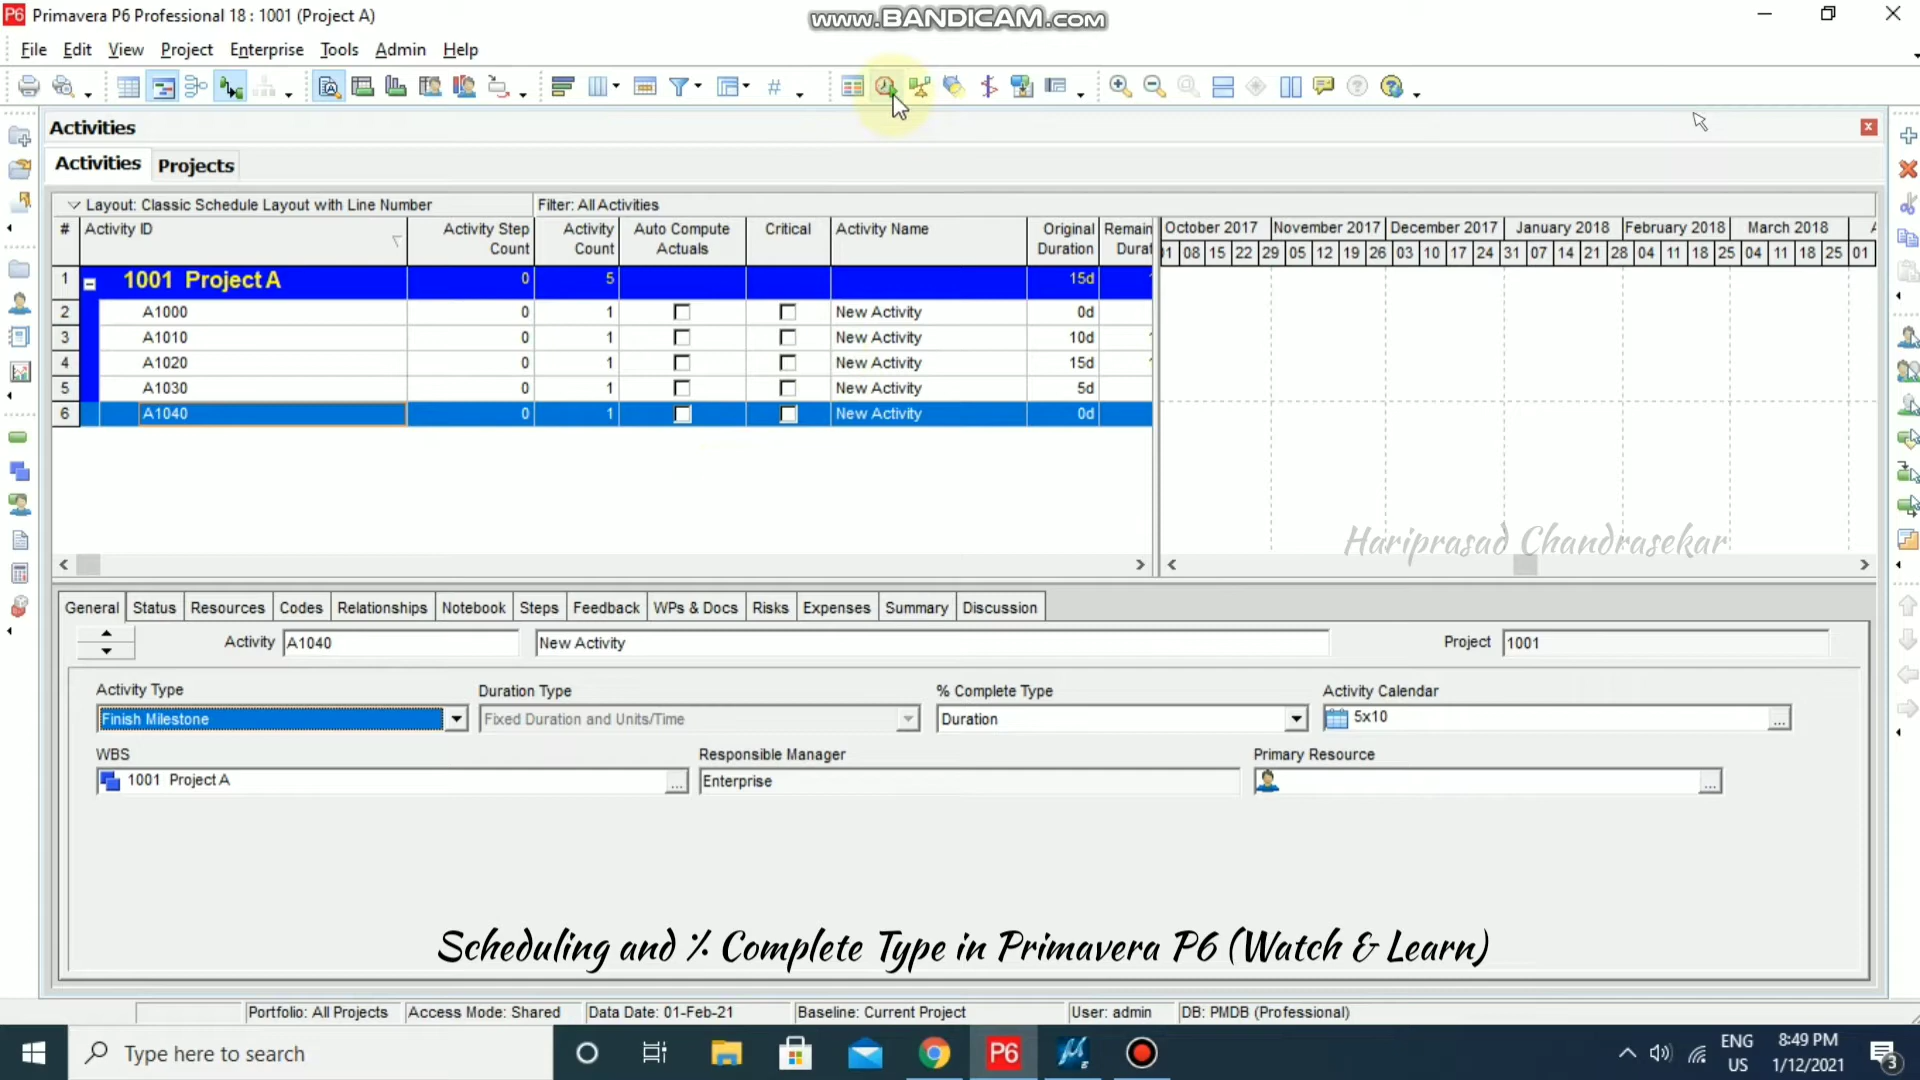 P6 Primavera P6 Professional 18 : 1001 (Project A)
www.BANDICAM.com
File Edit View Project Enterprise Tools Admin Help
Activities
Activities Projects
Layout: Classic Schedule Layout with Line Number Filter: All Activities
# Activity ID Activity Step Count Activity Count Auto Compute Actuals Critical Activity Name Original Duration Remain Durat
October 2017 November 2017 December 2017 January 2018 February 2018 March 2018 A
01 08 15 22 29 05 12 19 26 03 10 17 24 31 07 14 21 28 04 11 18 25 04 11 18 25 01
1 1001 Project A 0 5 15d
2 A1000 0 1 New Activity 0d
3 A1010 0 1 New Activity 10d
4 A1020 0 1 New Activity 15d
5 A1030 0 1 New Activity 5d
6 A1040 0 1 New Activity 0d
Hariprasad Chandrasekar
General Status Resources Codes Relationships Notebook Steps Feedback WPs & Docs Risks Expenses Summary Discussion
Activity A1040 New Activity Project 1001
Activity Type Duration Type % Complete Type Activity Calendar
Finish Milestone Fixed Duration and Units/Time Duration 5x10 ...
WBS Responsible Manager Primary Resource
1001 Project A ... Enterprise ...
Scheduling and % Complete Type in Primavera P6 (Watch & Learn)
Portfolio: All Projects Access Mode: Shared Data Date: 01-Feb-21 Baseline: Current Project User: admin DB: PMDB (Professional)
Type here to search P6 ENG US 8:49 PM 1/12/2021 3